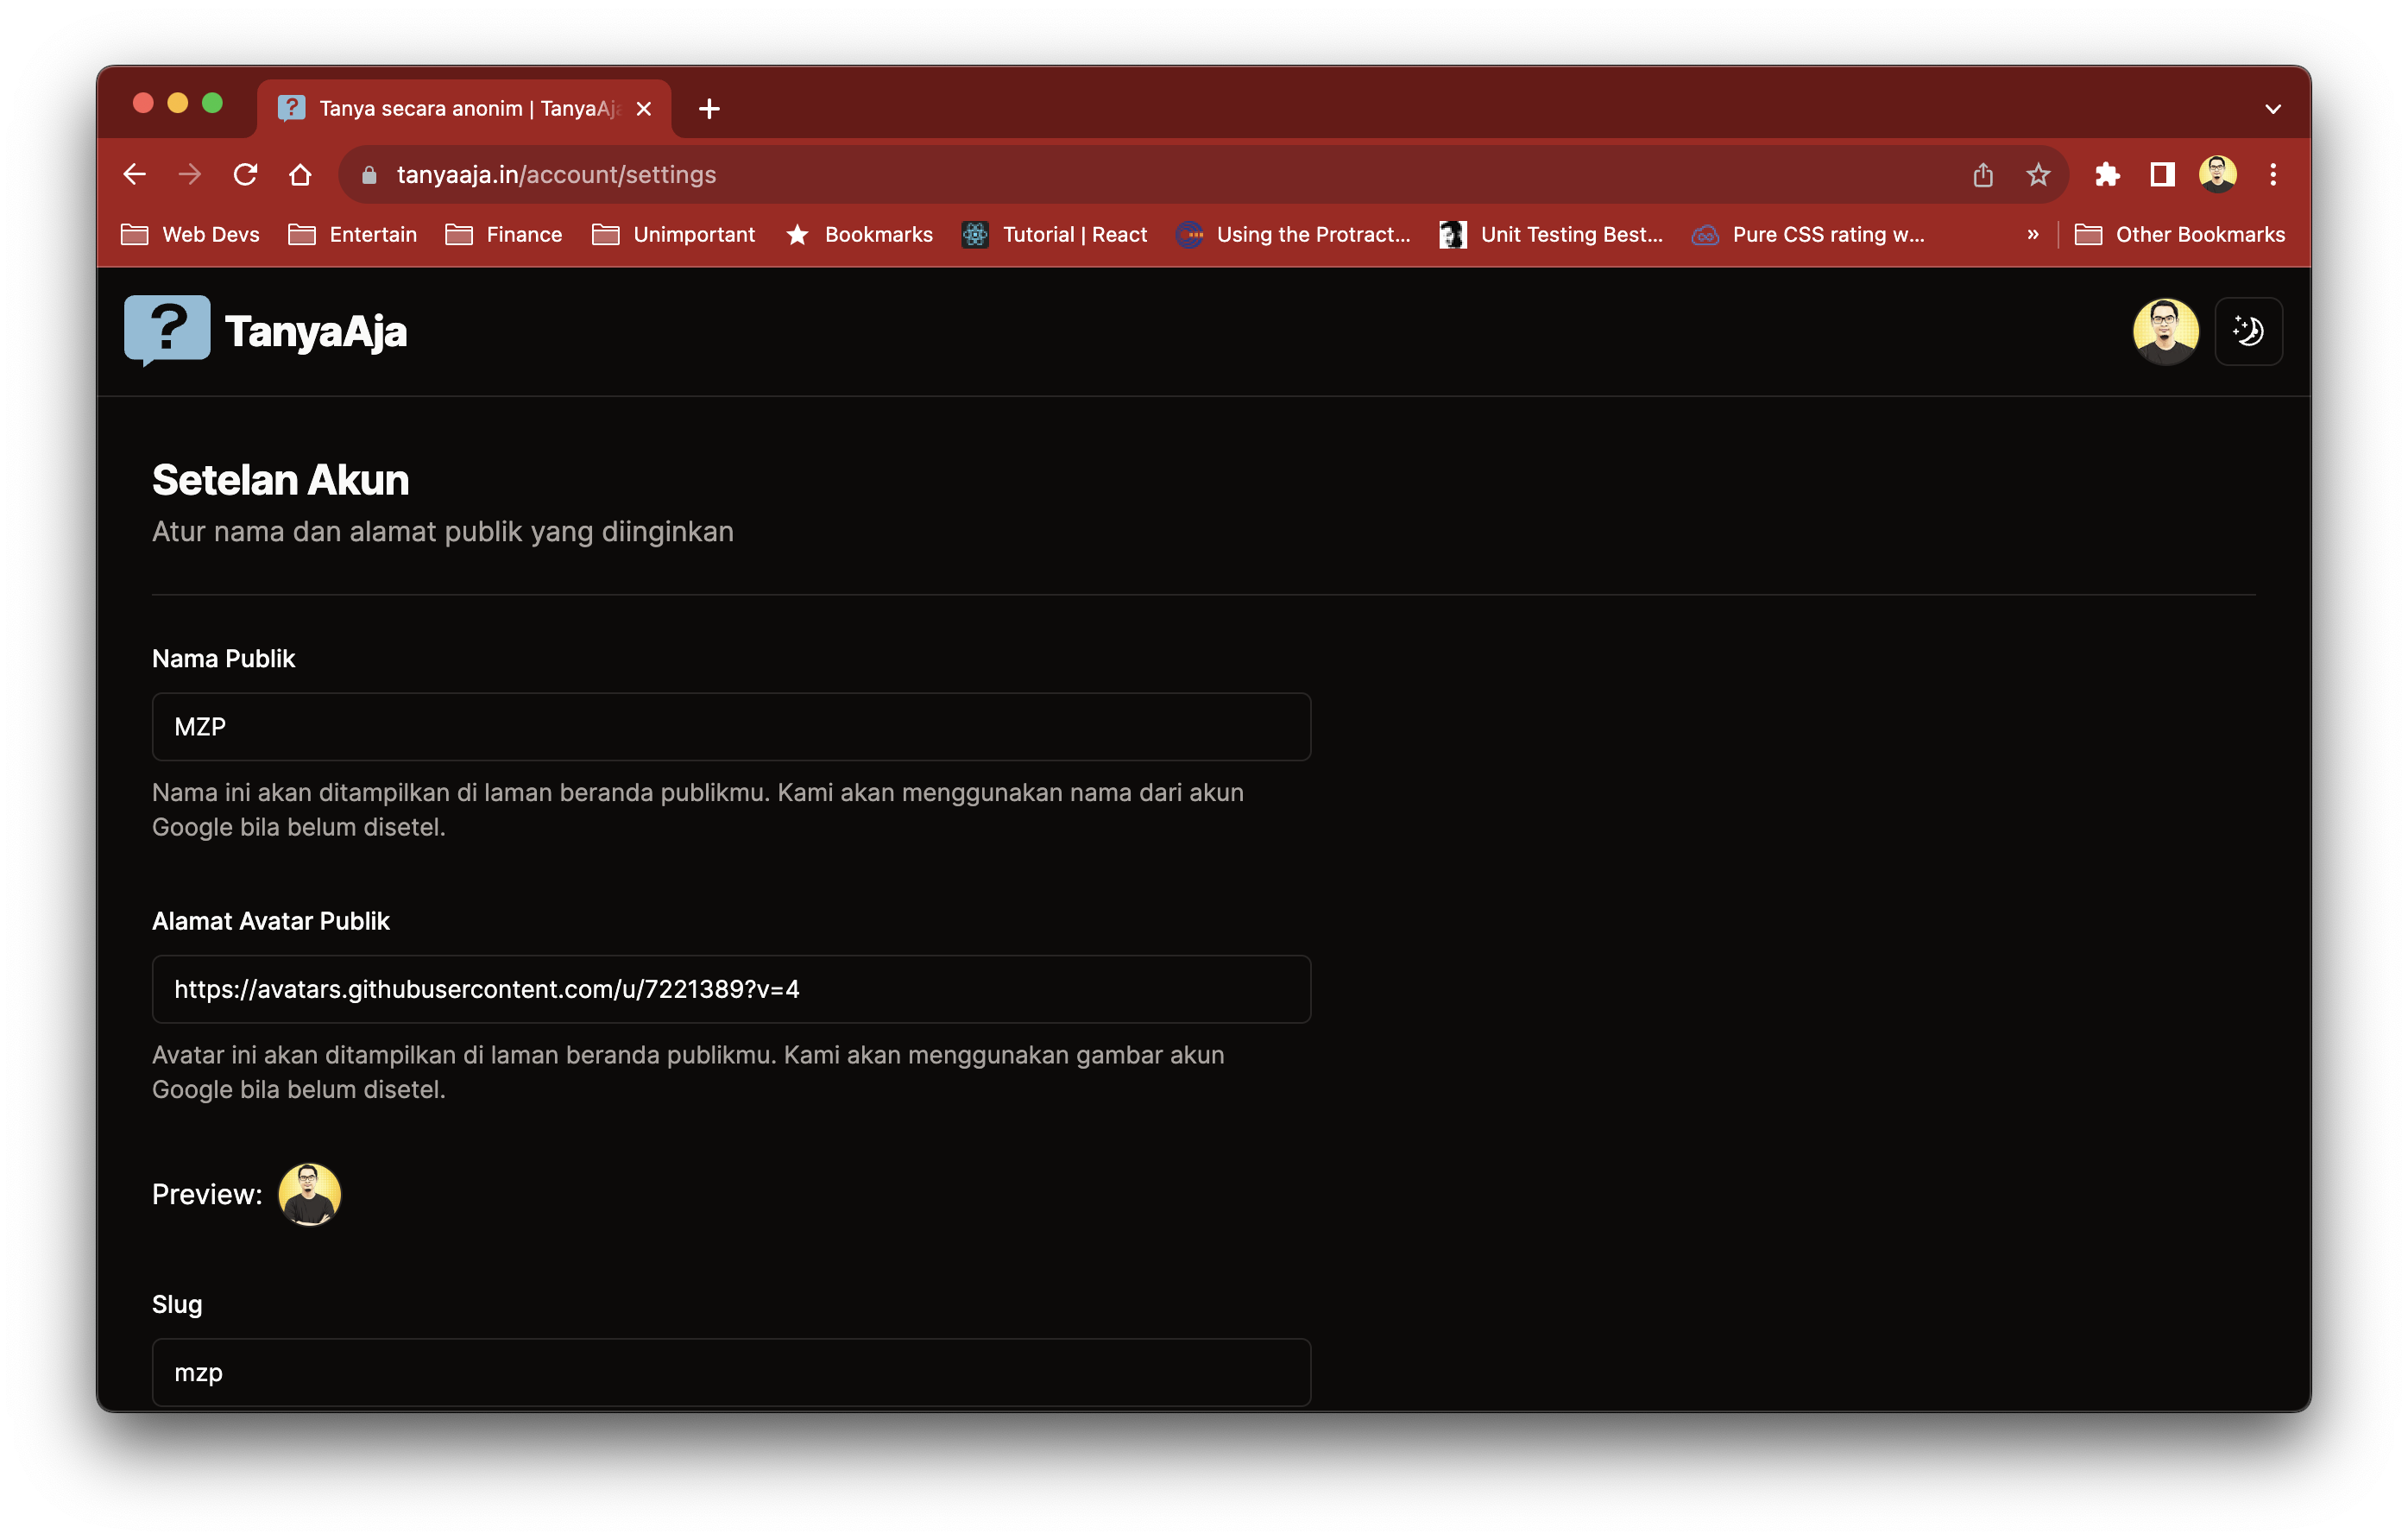 Tanya secara anonim | TanyaAja
tanyaaja.in/account/settings
Web Devs
Entertain
Finance
Unimportant
Bookmarks
Tutorial | React
Using the Protract...
Unit Testing Best...
Pure CSS rating w...
»
Other Bookmarks
? TanyaAja
Setelan Akun
Atur nama dan alamat publik yang diinginkan
Nama Publik
MZP
Nama ini akan ditampilkan di laman beranda publikmu. Kami akan menggunakan nama dari akun
Google bila belum disetel.
Alamat Avatar Publik
https://avatars.githubusercontent.com/u/7221389?v=4
Avatar ini akan ditampilkan di laman beranda publikmu. Kami akan menggunakan gambar akun
Google bila belum disetel.
Preview:
Slug
mzp